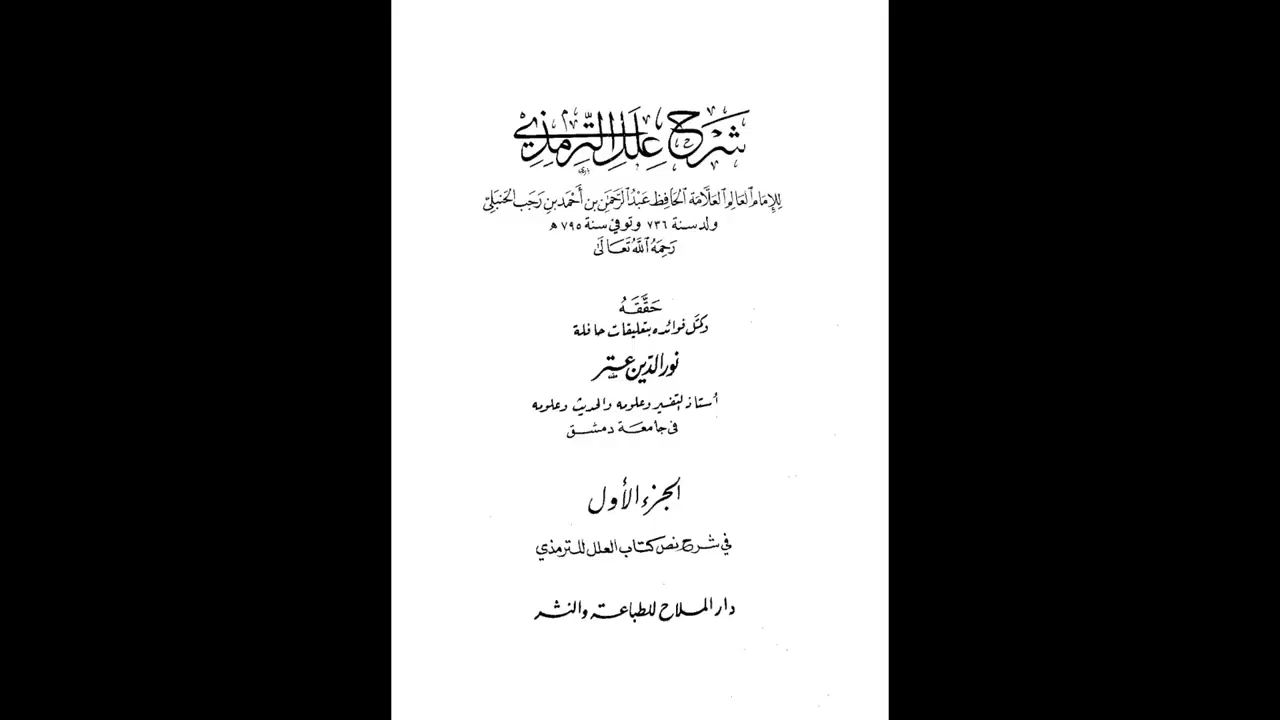 شرح علل الترمذي
للإمام العالم العلامة الحافظ عبد الرحمن بن أحمد بن رجب الحنبلي
ولد سنة ٧٣٦ وتوفي سنة ٧٩٥ هـ
رحمه الله تعالى
حققه
وكمل فوائده بتعليقات حافلة
نور الدين عتر
أستاذ التفسير وعلومه والحديث وعلومه
في جامعة دمشق
الجزء الأول
في شرح نص كتاب العلل للترمذي
دار الملاح للطباعة والنشر